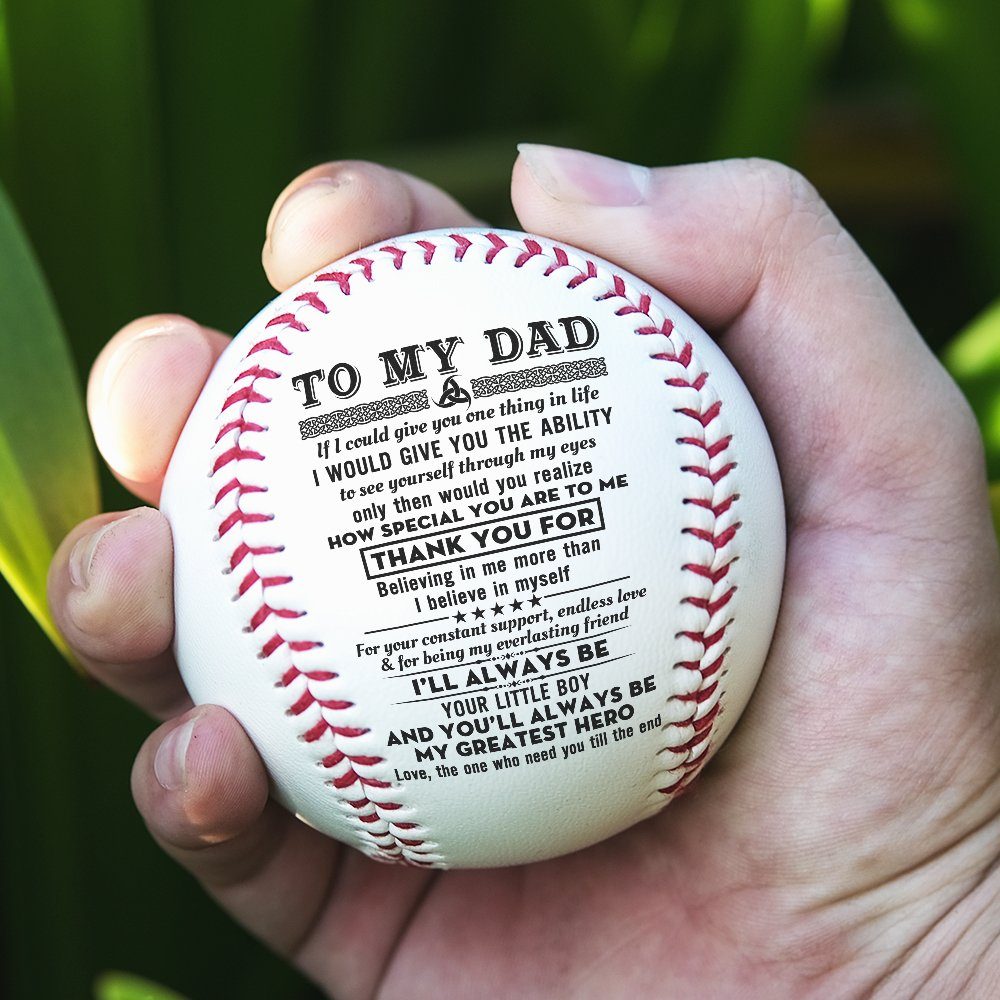 TO MY DAD
If I could give you one thing in life
I WOULD GIVE YOU THE ABILITY
to see yourself through my eyes
only then would you realize
HOW SPECIAL YOU ARE TO ME
THANK YOU FOR
Believing in me more than
I believe in myself
For your constant support, endless love
& for being my everlasting friend
I'LL ALWAYS BE
YOUR LITTLE BOY
AND YOU'LL ALWAYS BE
MY GREATEST HERO
Love, the one who need you till the end